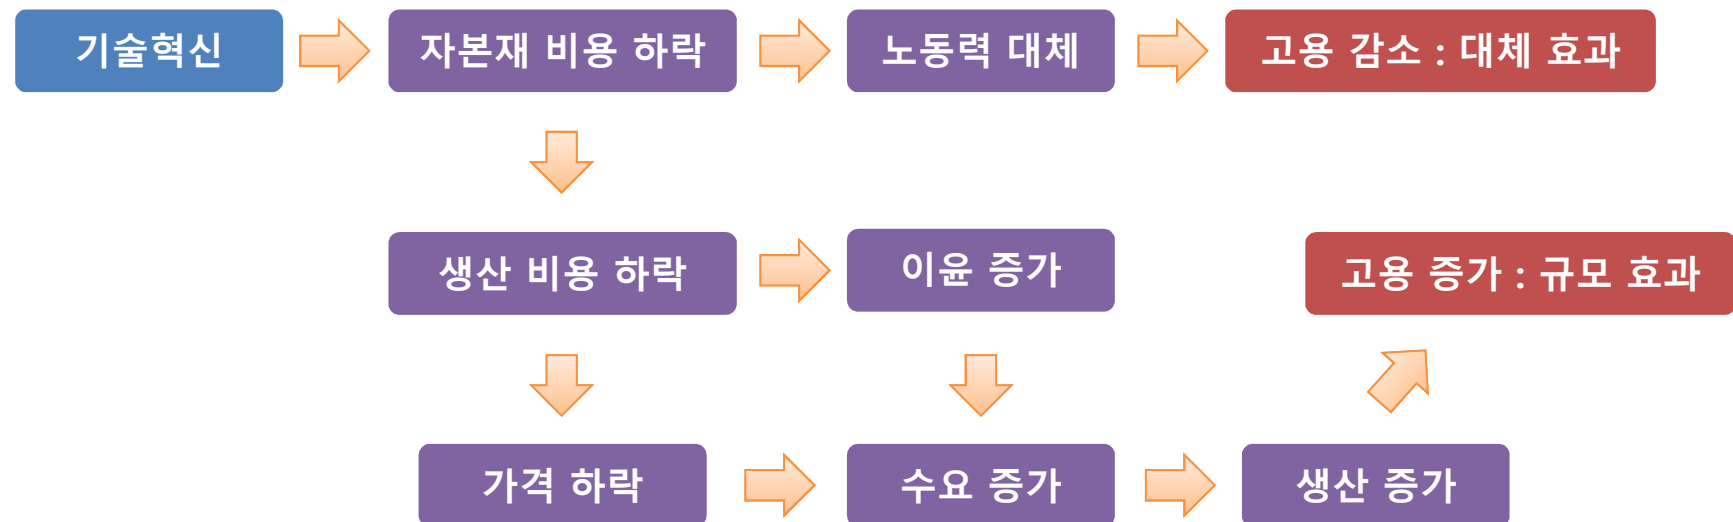 기술혁신
자본재 비용 하락
노동력 대체
고용 감소 : 대체 효과
생산 비용 하락
이윤 증가
고용 증가 : 규모 효과
가격 하락
수요 증가
생산 증가